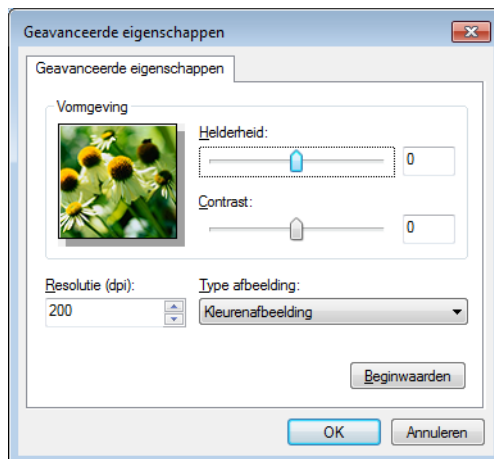 Geavanceerde eigenschappen
Geavanceerde eigenschappen
Vormgeving
Helderheid:
0
Contrast:
0
Resolutie (dpi):
Type afbeelding:
200
Kleurenafbeelding
Beginwaarden
OK
Annuleren